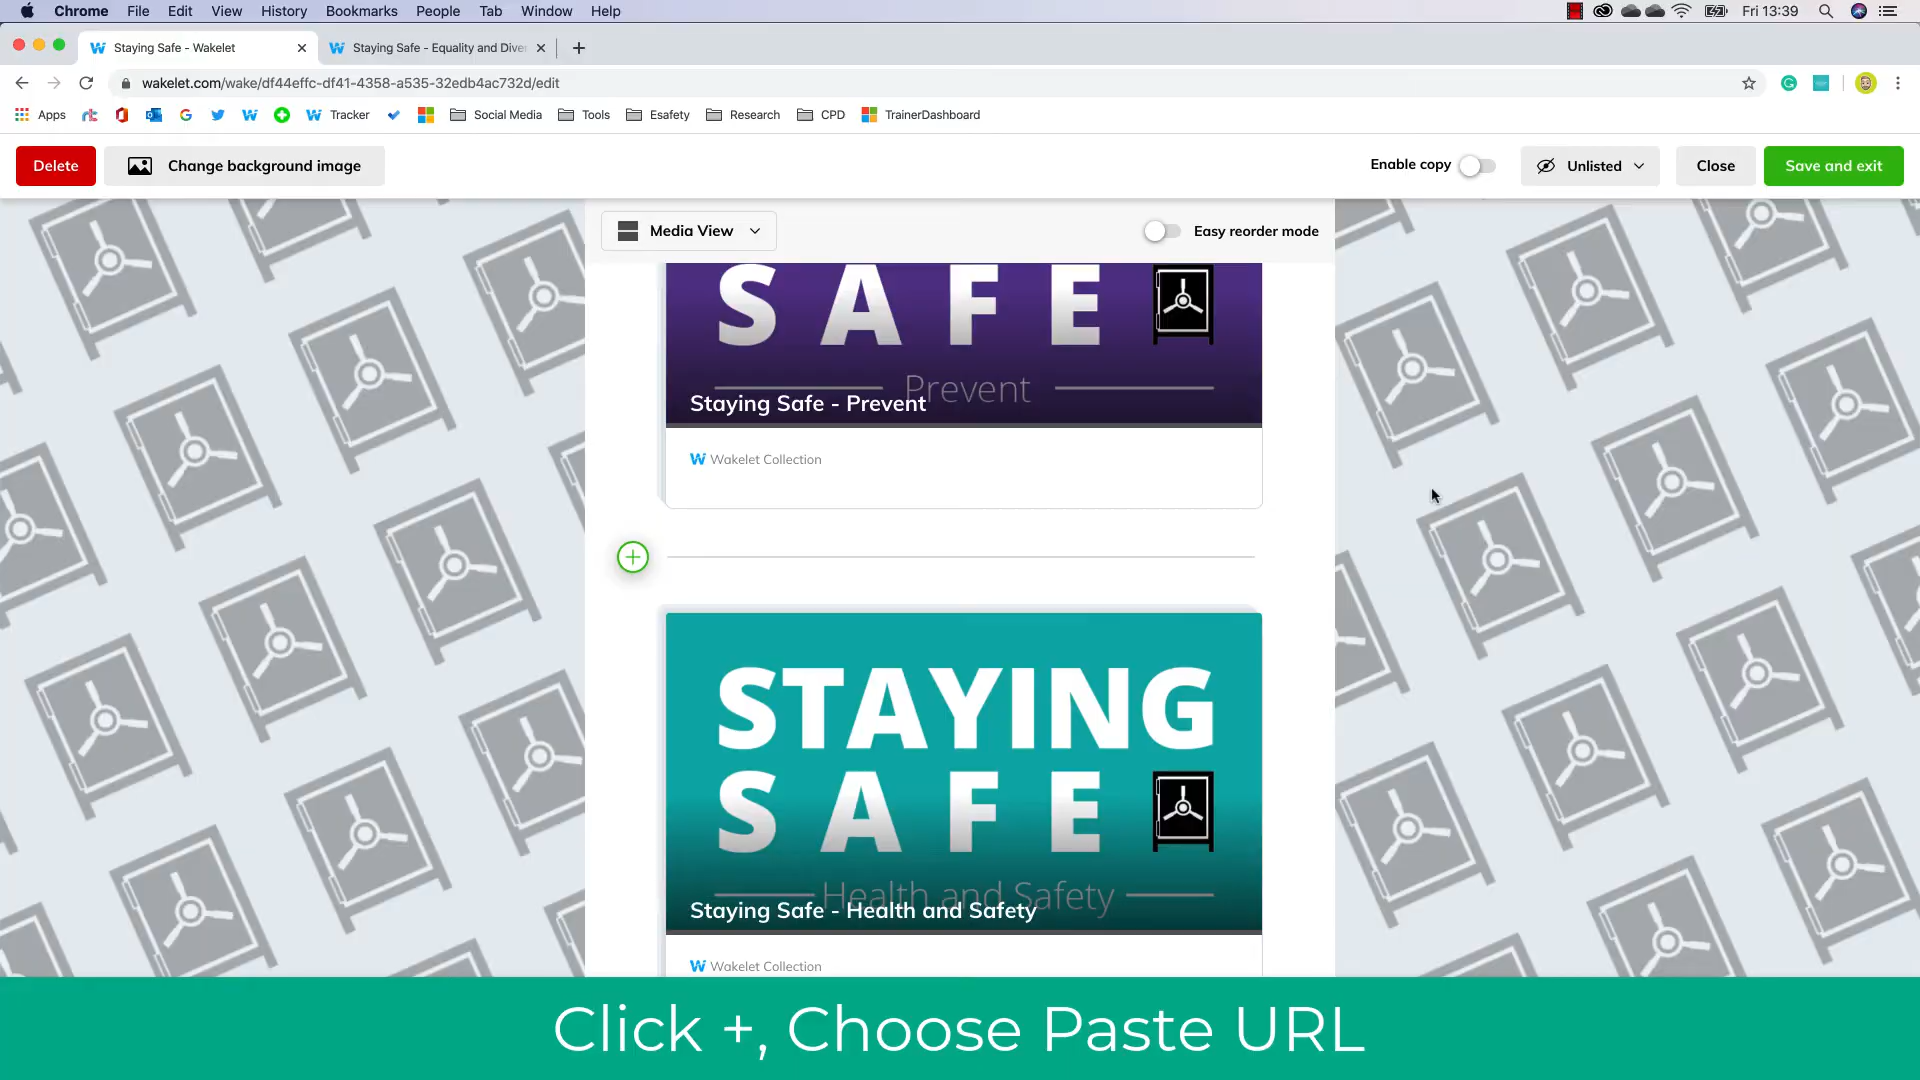 Chrome File Edit View History Bookmarks People Tab Window Help Fri 13:39
Staying Safe - Wakelet Staying Safe - Equality and Dive
wakelet.com/wake/df44effc-df41-4358-a535-32edb4ac732d/edit
Apps Tracker Social Media Tools Esafety Research CPD TrainerDashboard
Delete Change background image Enable copy Unlisted Close Save and exit
Media View Easy reorder mode
SAFE
Prevent
Staying Safe - Prevent
Wakelet Collection
STAYING
SAFE
Health and Safety
Staying Safe - Health and Safety
Wakelet Collection
Click +, Choose Paste URL